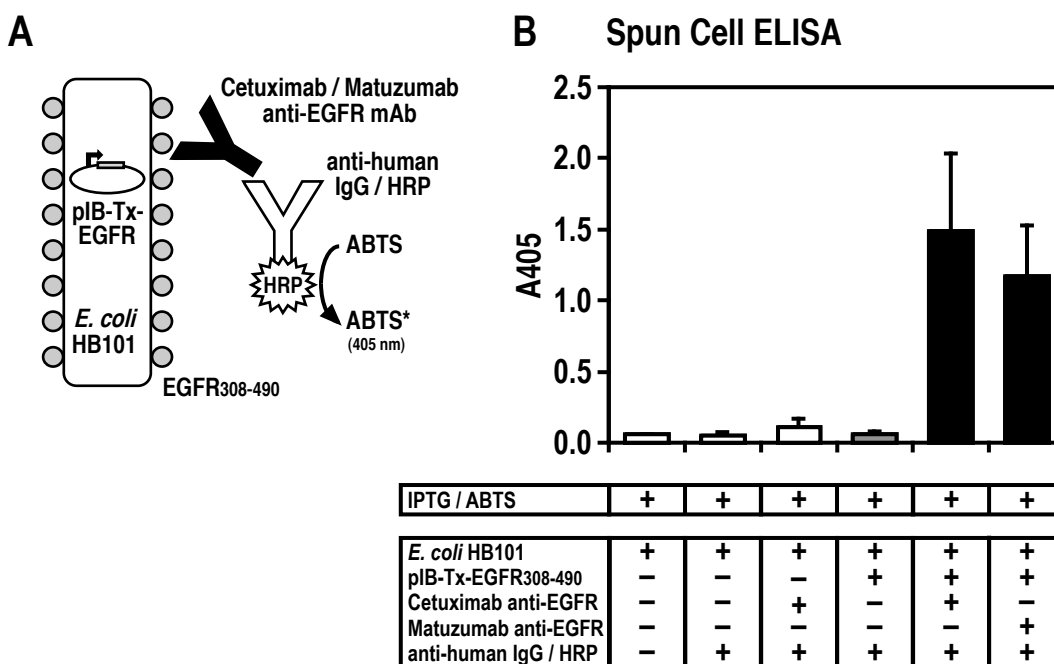 A
Cetuximab / Matuzumab
anti-EGFR mAb
anti-human
IgG / HRP
pIB-Tx-
EGFR
ABTS
HRP
E. coli
HB101
ABTS*
(405 nm)
EGFR308-490
B Spun Cell ELISA
A405
2.5
2.0
1.5
1.0
0.5
0.0
IPTG / ABTS + + + + + +
E. coli HB101 + + + + + +
pIB-Tx-EGFR308-490 – – – + + +
Cetuximab anti-EGFR – – + – + –
Matuzumab anti-EGFR – – – – – +
anti-human IgG / HRP – + + + + +